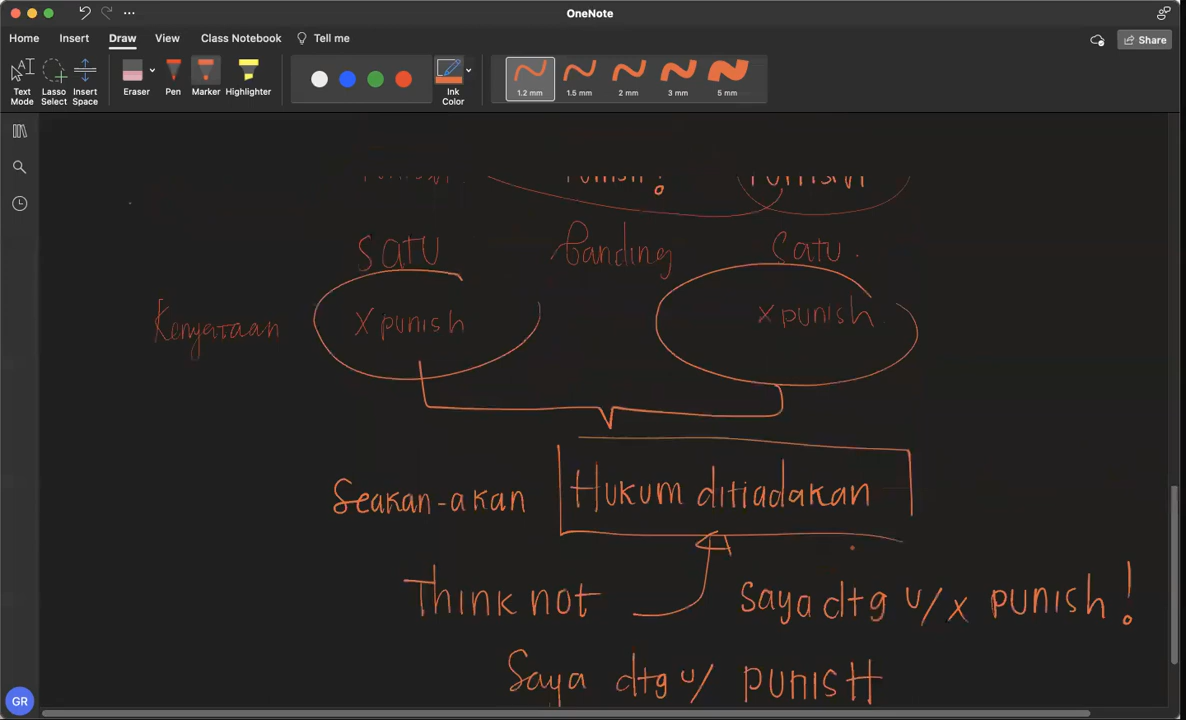 OneNote
Home Insert Draw View Class Notebook Tell me
Share
Text Mode
Lasso Select
Insert Space
Eraser
Pen
Marker
Highlighter
Ink Color
1.2 mm
1.5 mm
2 mm
3 mm
5 mm
SATU banding Satu
Kenyataan x punish x punish
Seakan-akan Hukum ditiadakan
Think not Saya dtg u/ x punish!
Saya dtg u/ punish
GR